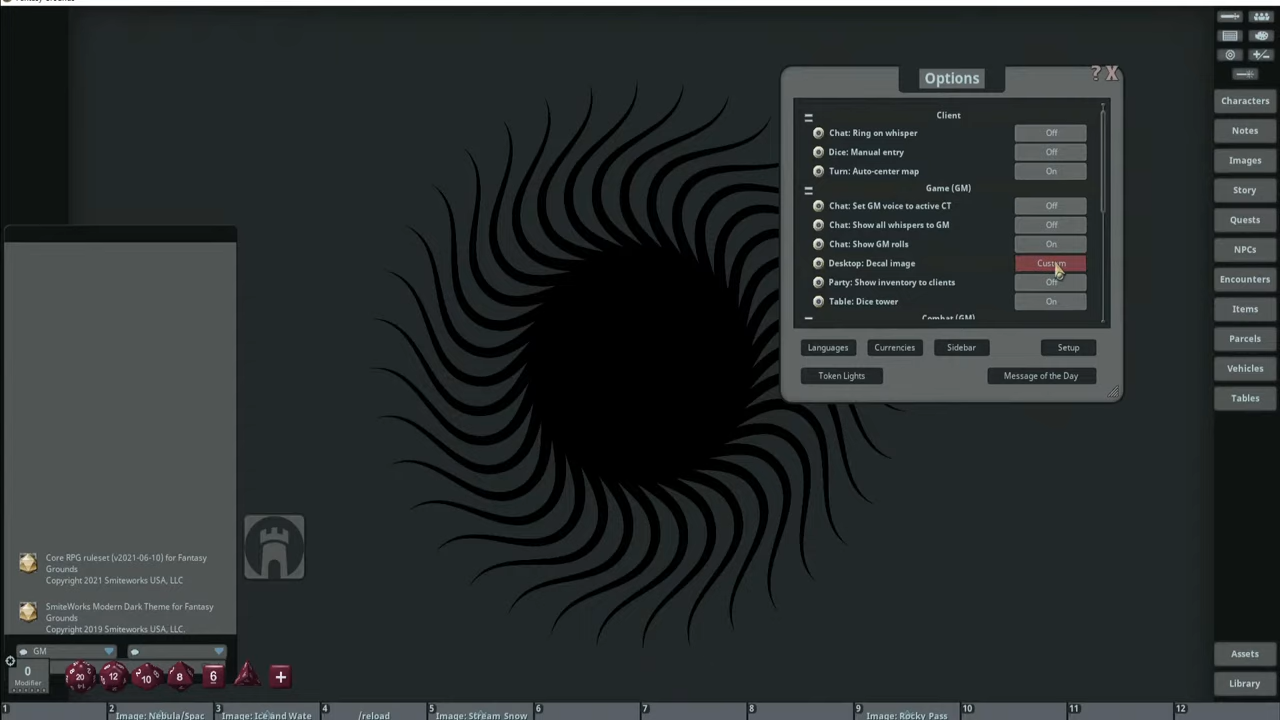 Fantasy Grounds
Options
? X
Client
Chat: Ring on whisper
Off
Dice: Manual entry
Off
Turn: Auto-center map
On
Game (GM)
Chat: Set GM voice to active CT
Off
Chat: Show all whispers to GM
Off
Chat: Show GM rolls
On
Desktop: Decal image
Custom
Party: Show inventory to clients
Off
Table: Dice tower
On
Combat (GM)
Languages
Currencies
Sidebar
Setup
Token Lights
Message of the Day
Characters
Notes
Images
Story
Quests
NPCs
Encounters
Items
Parcels
Vehicles
Tables
Assets
Library
Core RPG ruleset (v2021-06-10) for Fantasy
Grounds
Copyright 2021 Smiteworks USA, LLC
SmiteWorks Modern Dark Theme for Fantasy
Grounds
Copyright 2019 Smiteworks USA, LLC.
GM
0
Modifier
20
12
10
8
6
+
1
2
Image: Nebula/Spac
3
Image: Ice and Wate
4
/reload
5
Image: Stream Snow
6
7
8
9
Image: Rocky Pass
10
11
12